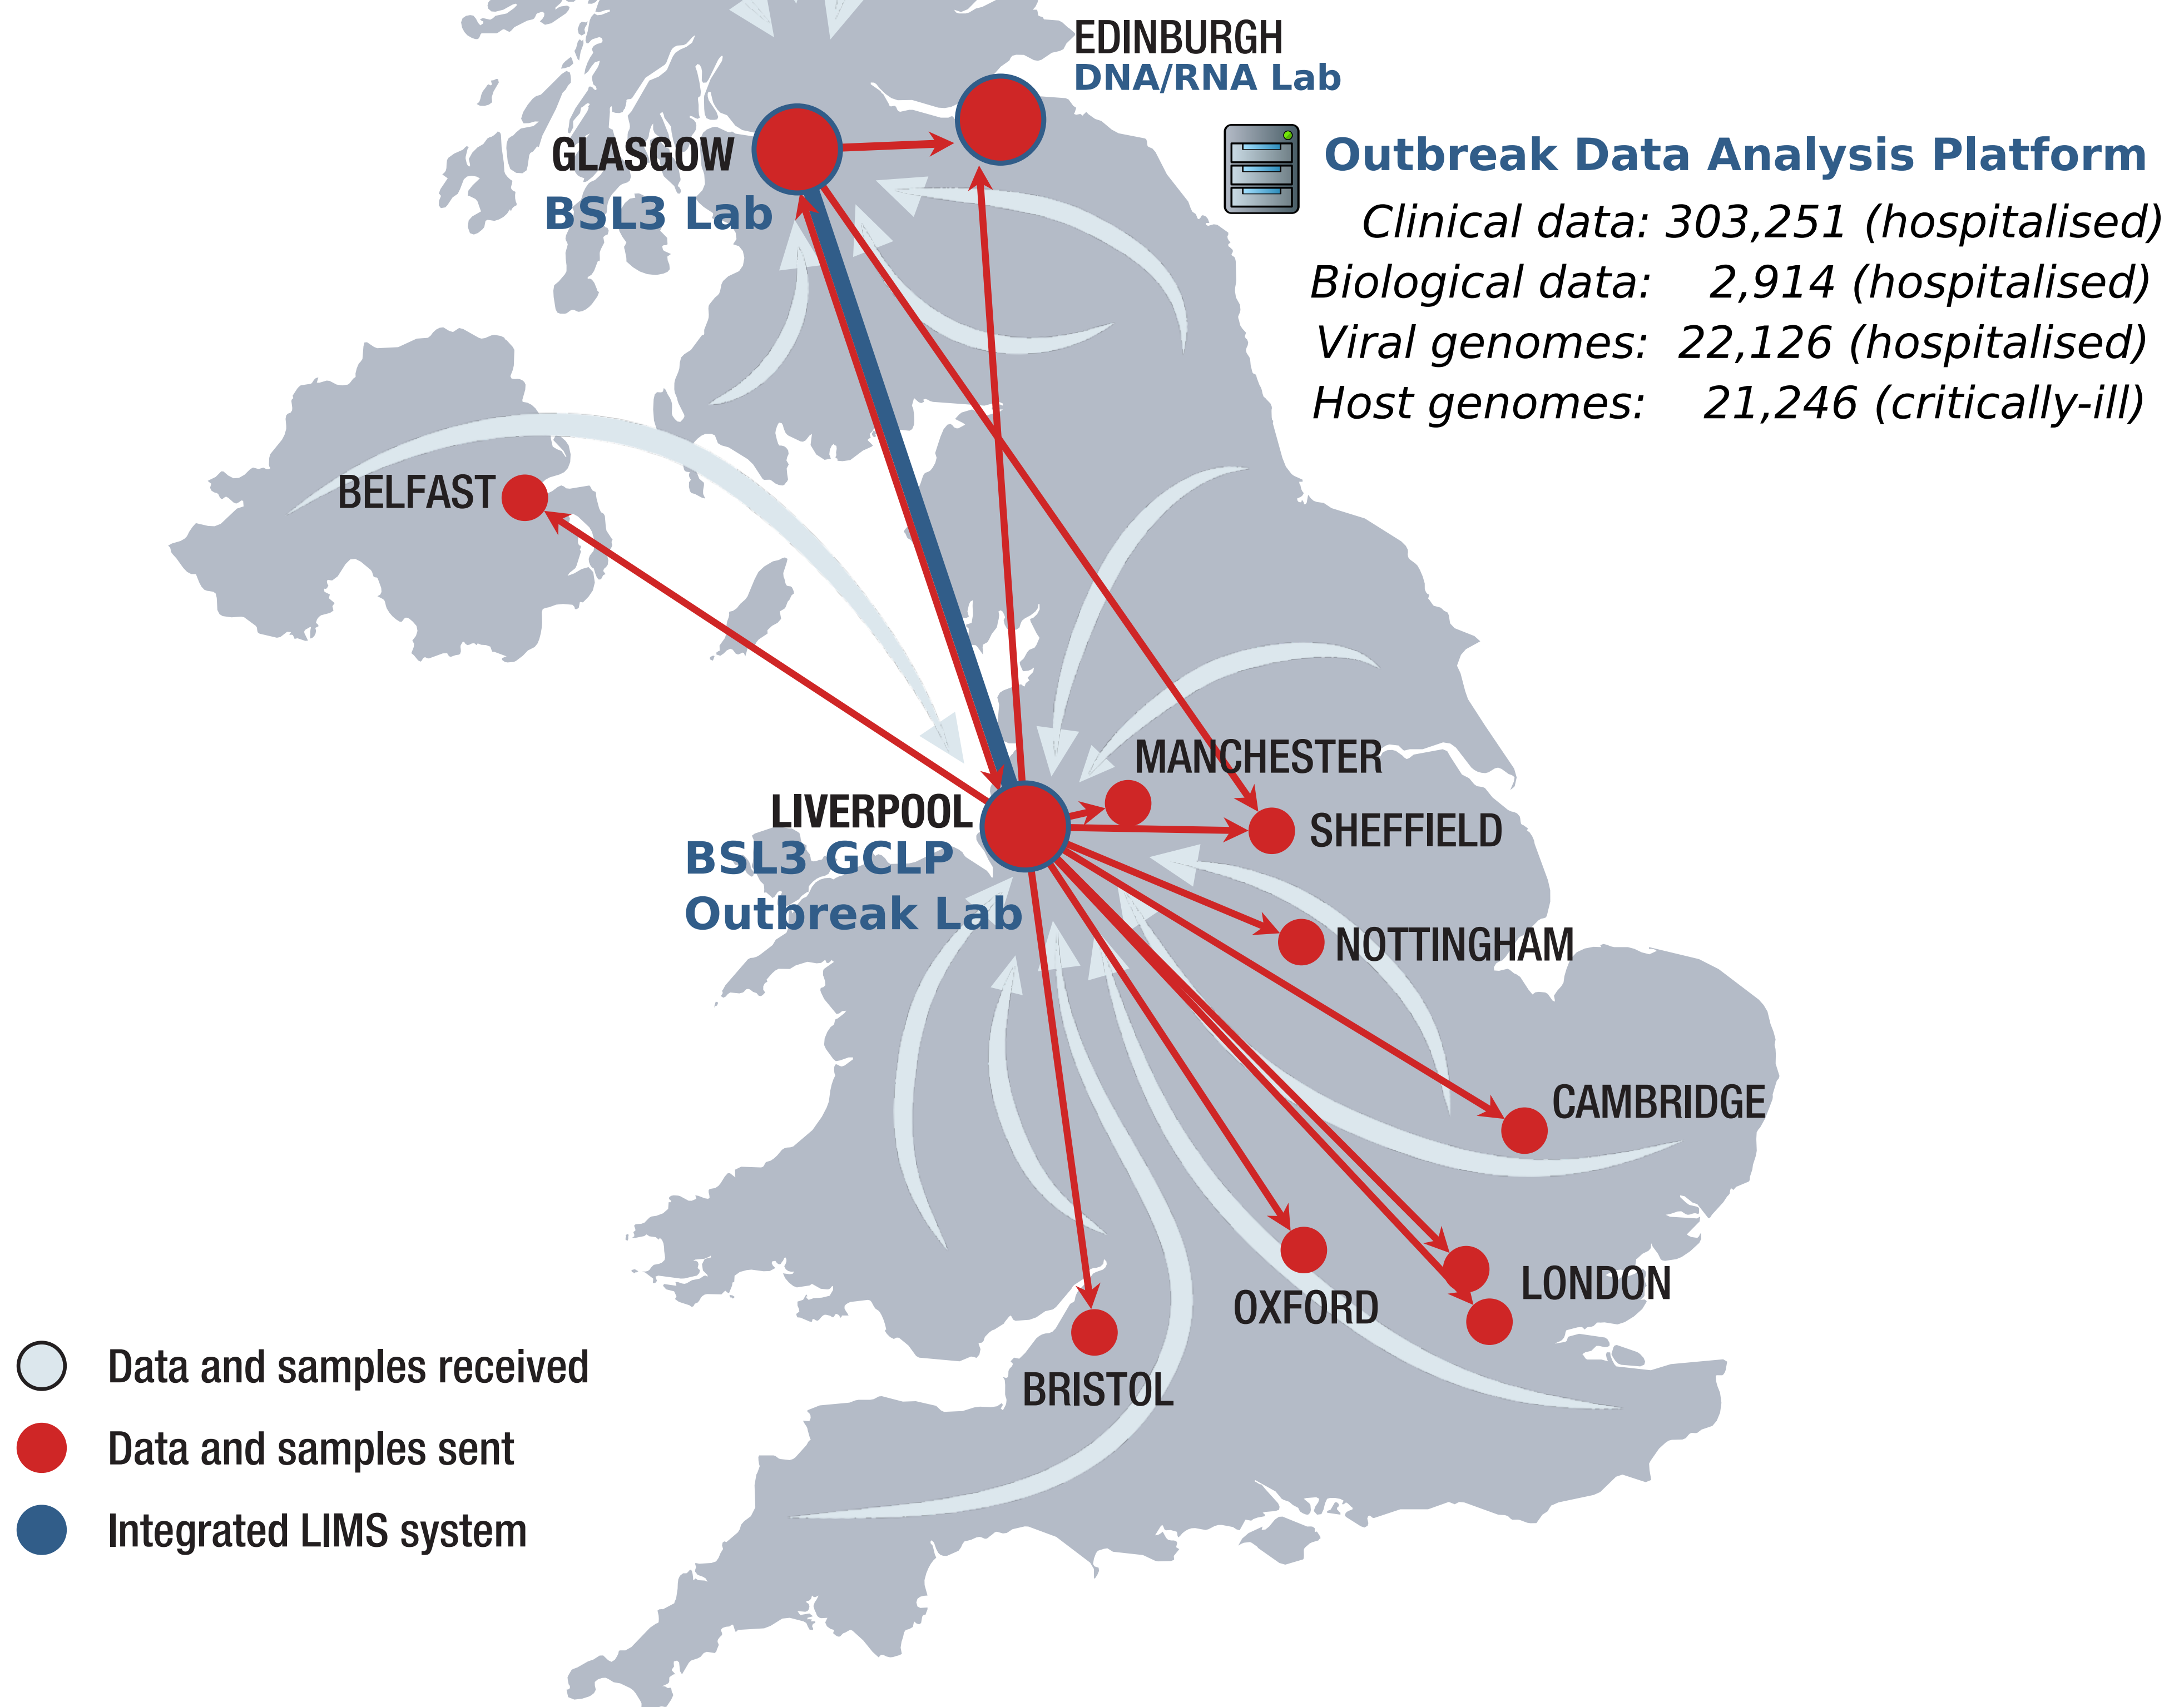 EDINBURGH
DNA/RNA Lab
GLASGOW
BSL3 Lab
Outbreak Data Analysis Platform
Clinical data: 303,251 (hospitalised)
Biological data: 2,914 (hospitalised)
Viral genomes: 22,126 (hospitalised)
Host genomes: 21,246 (critically-ill)
BELFAST
MANCHESTER
LIVERPOOL
BSL3 GCLP
Outbreak Lab
SHEFFIELD
NOTTINGHAM
CAMBRIDGE
LONDON
OXFORD
BRISTOL
Data and samples received
Data and samples sent
Integrated LIMS system